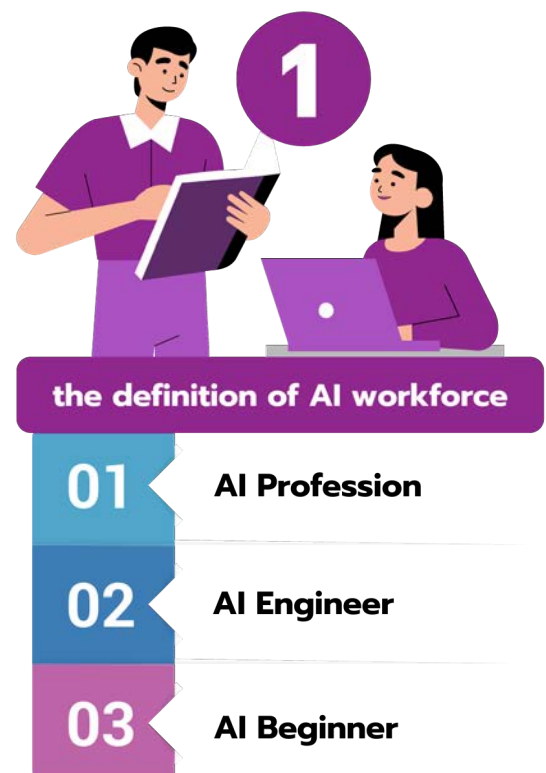 1
the definition of AI workforce
01 AI Profession
02 AI Engineer
03 AI Beginner